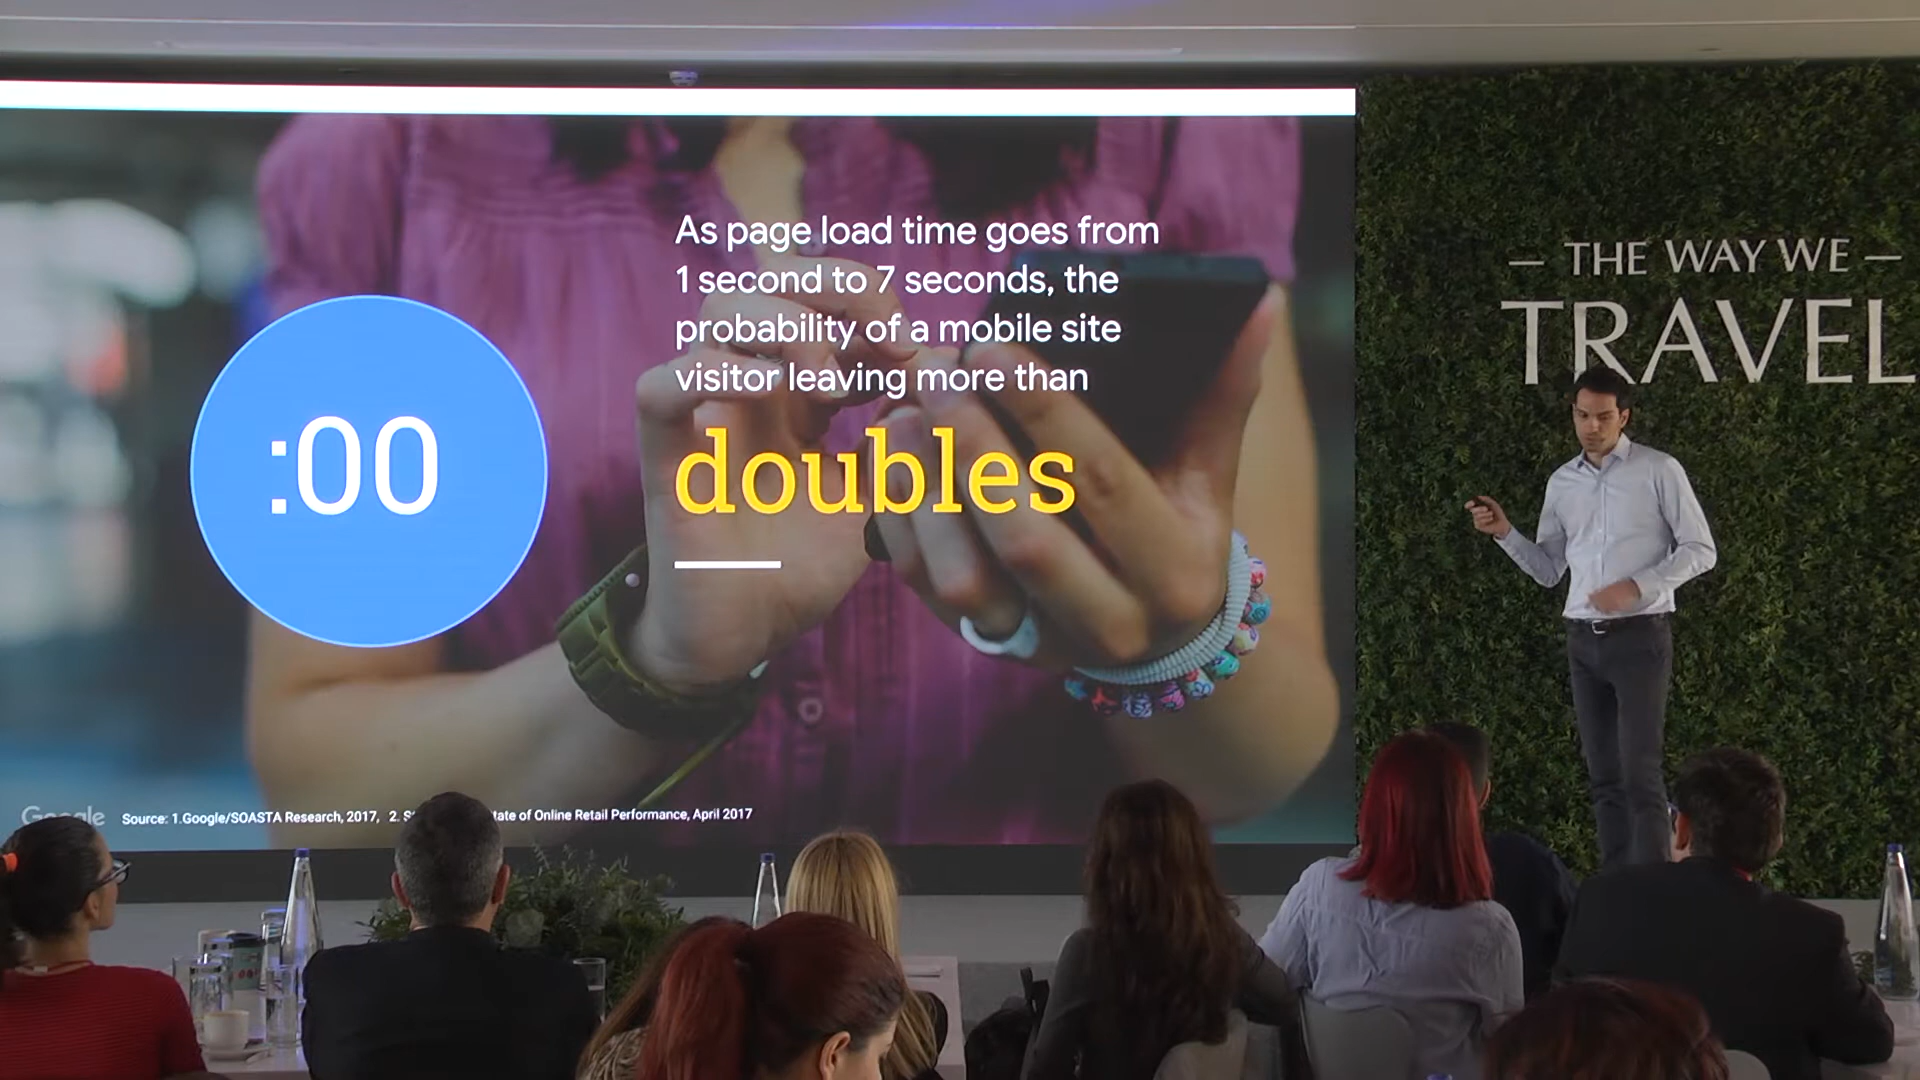 As page load time goes from
1 second to 7 seconds, the
probability of a mobile site
visitor leaving more than
doubles
:00
— THE WAY WE —
TRAVEL
Google
Source: 1.Google/SOASTA Research, 2017, 2. tate of Online Retail Performance, April 2017